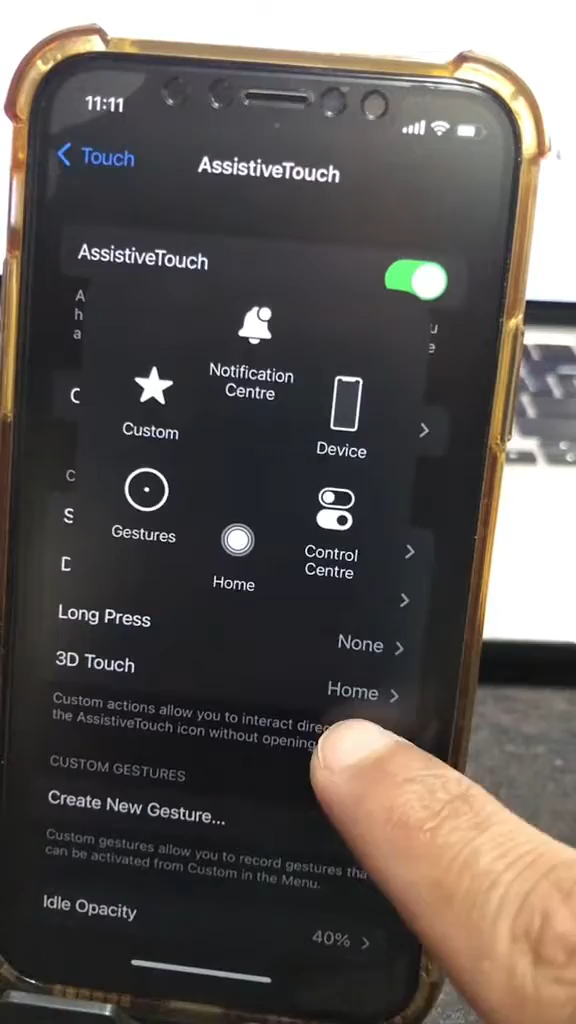 11:11
Touch
AssistiveTouch
AssistiveTouch
A
h
a
u
e
Notification
Centre
Custom
Device
C
Gestures
Control
Centre
Home
C
S
D
Long Press
None
3D Touch
Home
Custom actions allow you to interact
the AssistiveTouch icon without opening
CUSTOM GESTURES
Create New Gesture...
Custom gestures allow you to record gestures
can be activated from Custom in the Menu.
Idle Opacity
40%